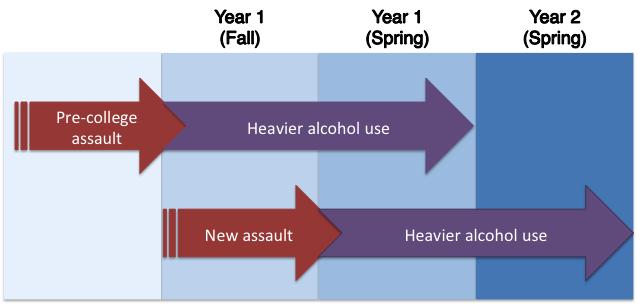 Year 1
(Fall)
Year 1
(Spring)
Year 2
(Spring)
Pre-college
assault
Heavier alcohol use
New assault
Heavier alcohol use